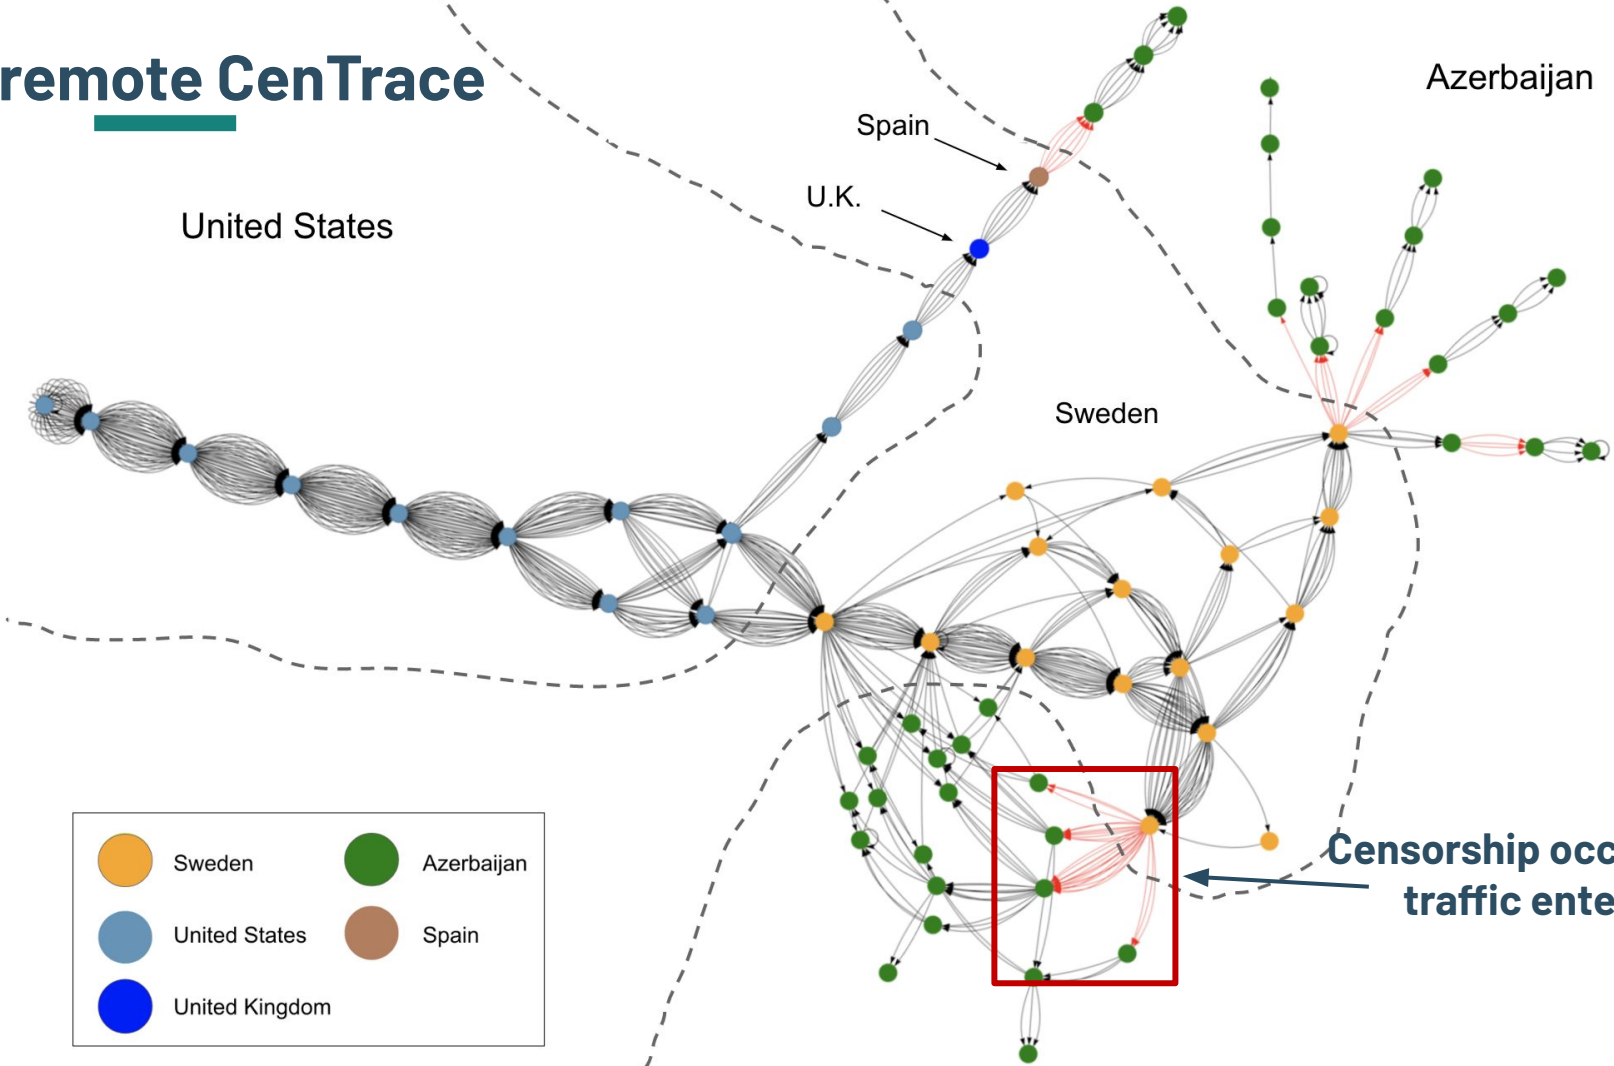 remote CenTrace
Azerbaijan
Spain
U.K.
United States
Sweden
Censorship occ
traffic ente
Sweden
Azerbaijan
United States
Spain
United Kingdom